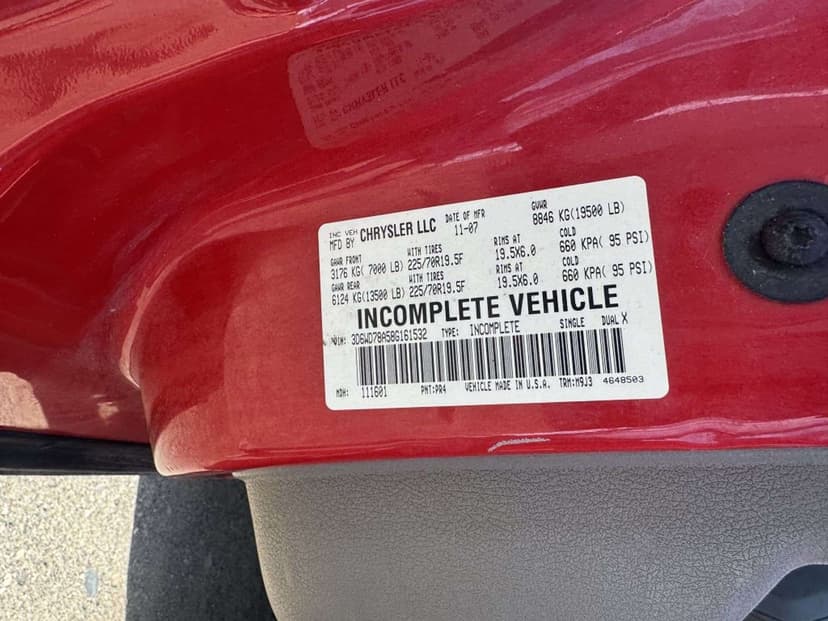 INC VEH
MFD BY CHRYSLER LLC DATE OF MFR 11-07 GVWR 8846 KG(19500 LB)
GAWR FRONT WITH TIRES RIMS AT COLD
3176 KG( 7000 LB) 225/70R19.5F 19.5X6.0 660 KPA( 95 PSI)
GAWR REAR WITH TIRES RIMS AT COLD
6124 KG(13500 LB) 225/70R19.5F 19.5X6.0 660 KPA( 95 PSI)
INCOMPLETE VEHICLE
VIN: 3D6WD78A58G161532 TYPE: INCOMPLETE SINGLE DUAL X
MDH: 111601 PNT:PR4 VEHICLE MADE IN U.S.A. TRM:M9J3 4648503